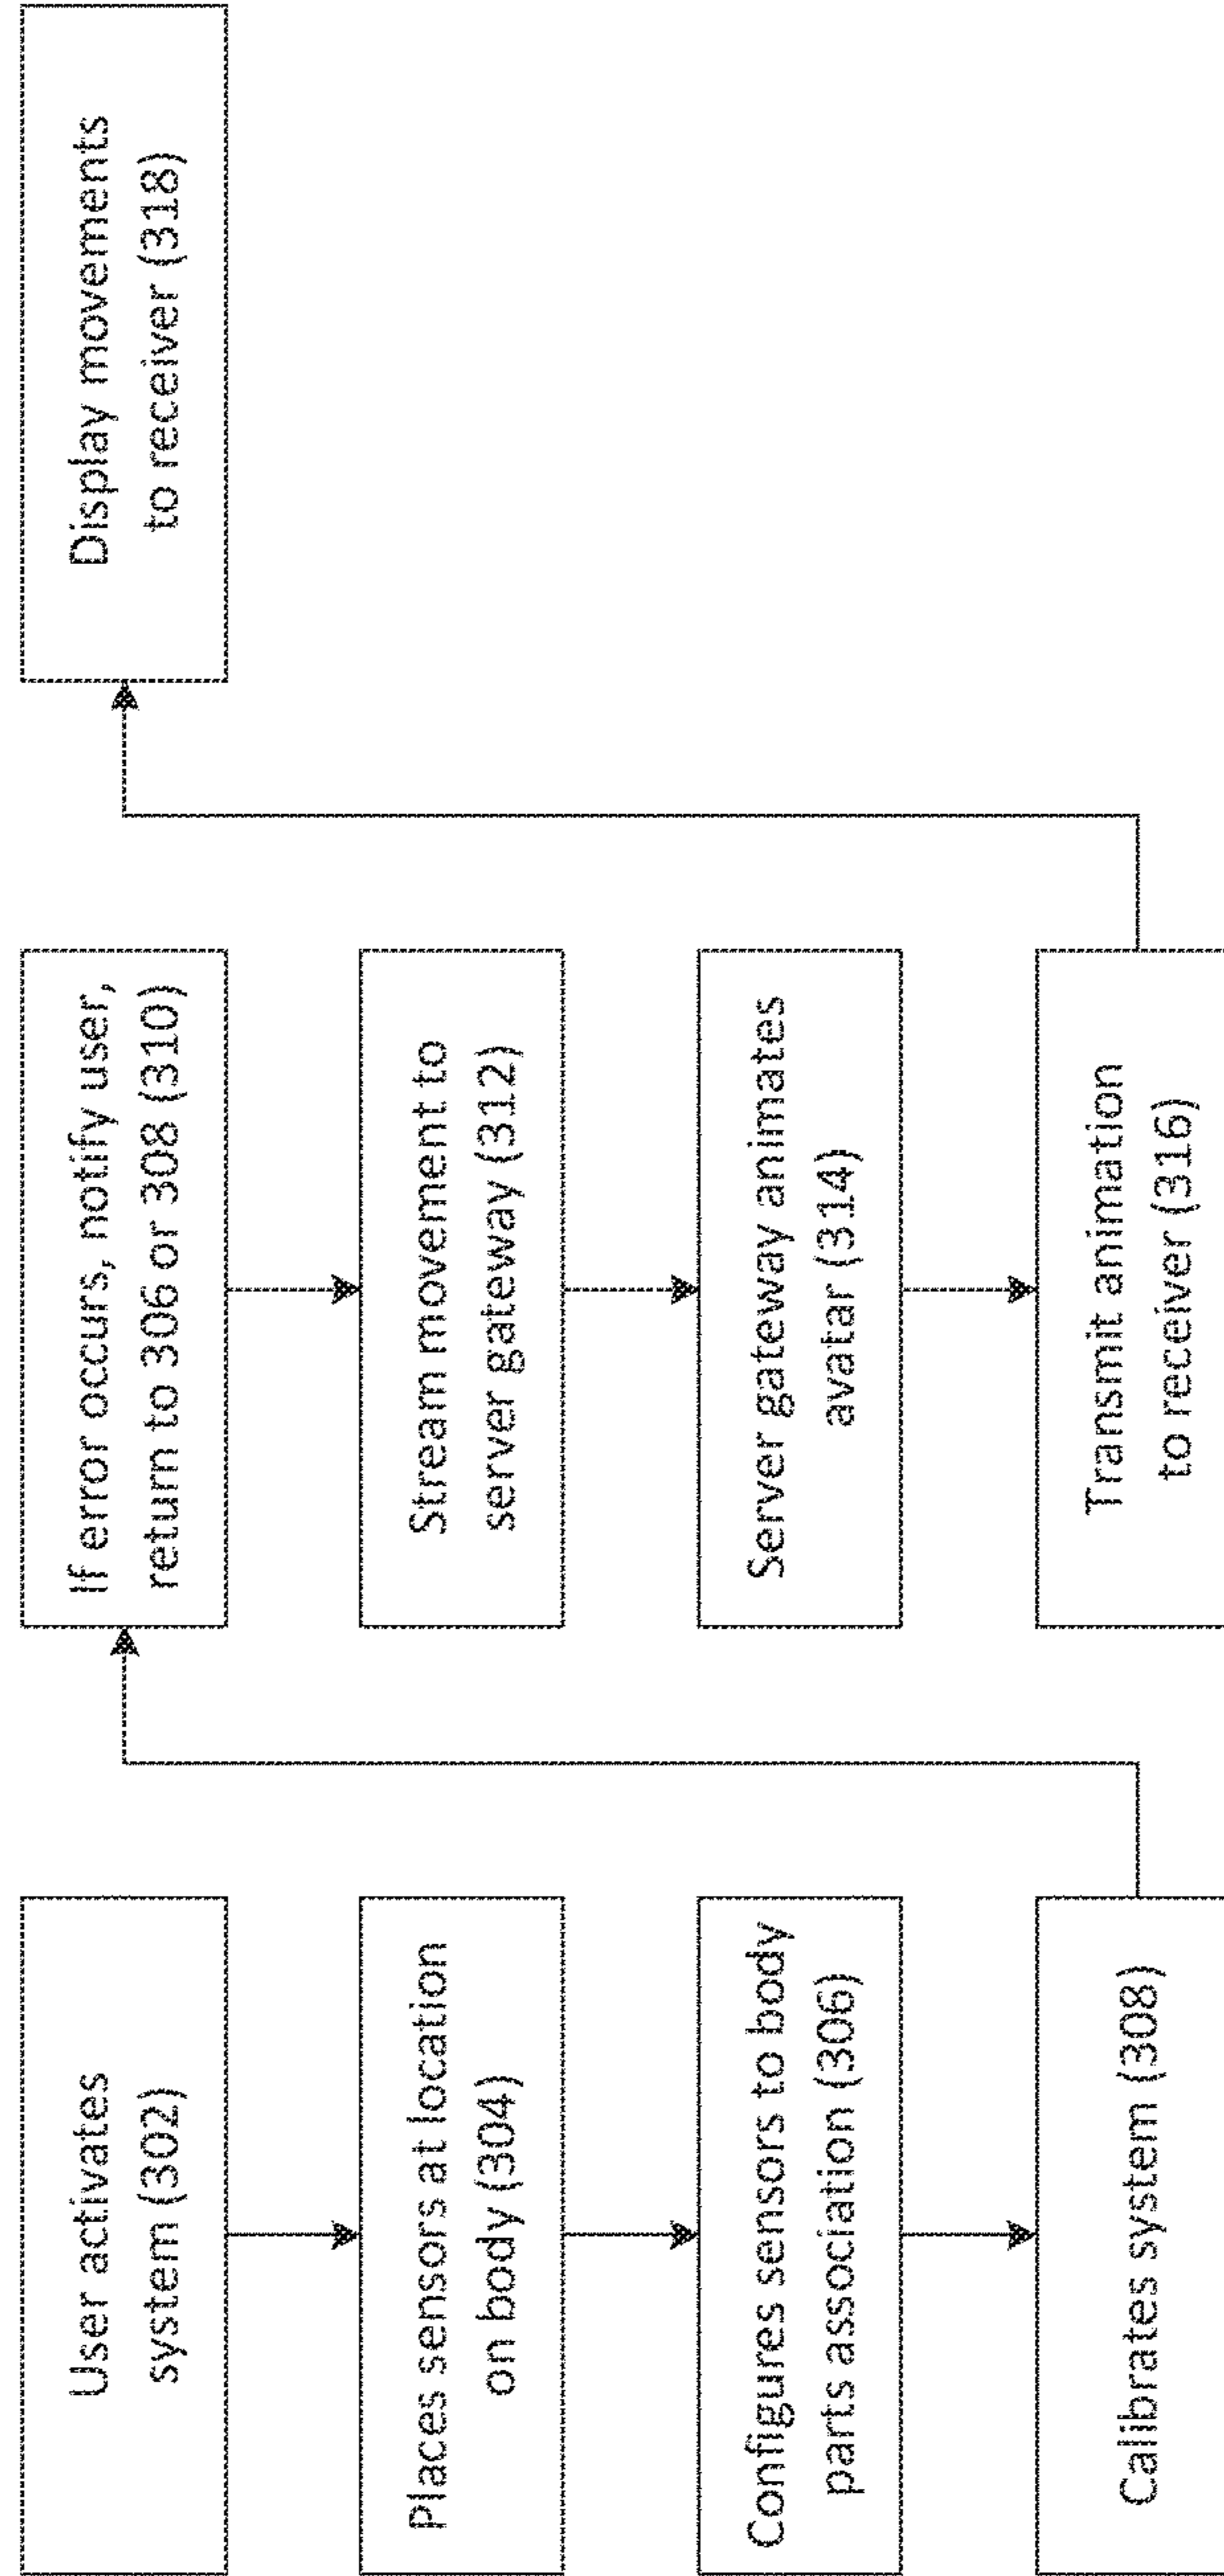 User activates
system (302)
Places sensors at location
on body (304)
Configures sensors to body
parts association (306)
Calibrates system (308)
If error occurs, notify user,
return to 306 or 308 (310)
Stream movement to
server gateway (312)
Server gateway animates
avatar (314)
Transmit animation
to receiver (316)
Display movements
to receiver (318)